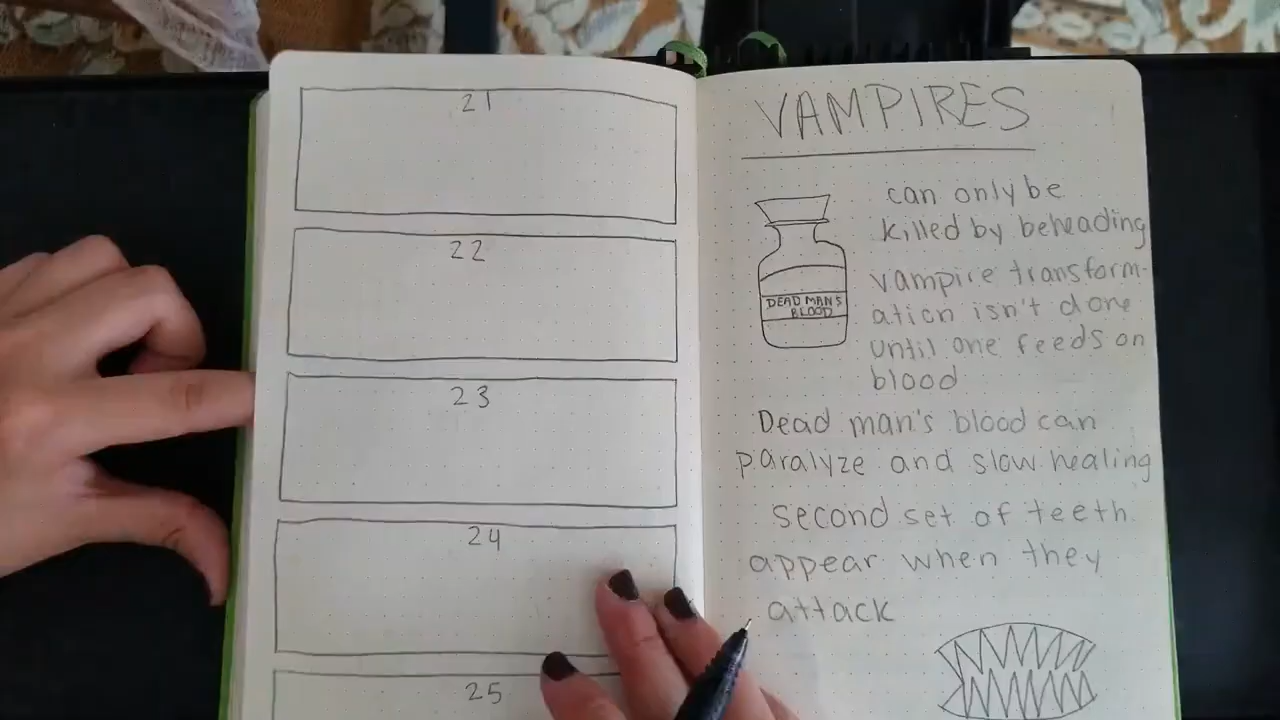 21
22
23
24
25
VAMPIRES
can only be
killed by beheading
vampire transform-
ation isn't done
until one feeds on
blood
DEAD MAN'S
BLOOD
Dead man's blood can
paralyze and slow healing
second set of teeth
appear when they
attack